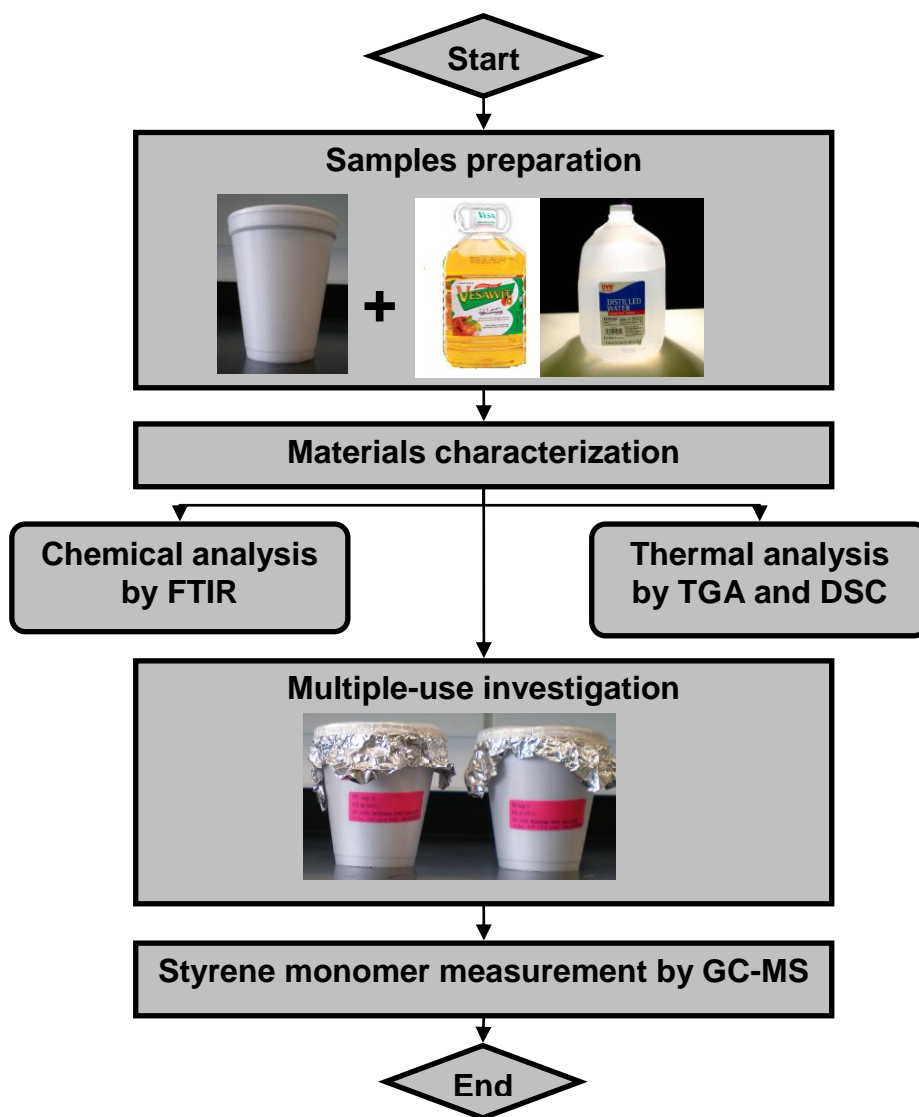 Start
Samples preparation
+
VESAWIT
DISTILLED
WATER
Materials characterization
Chemical analysis
by FTIR
Thermal analysis
by TGA and DSC
Multiple-use investigation
Styrene monomer measurement by GC-MS
End